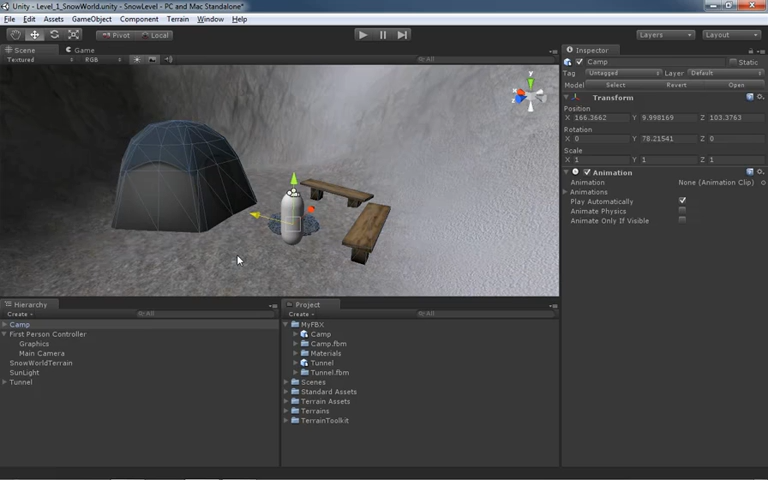 Unity - Level_1_SnowWorld.unity - SnowLevel - PC and Mac Standalone*
File Edit Assets GameObject Component Terrain Window Help
Pivot Local Layers Layout
Scene Game
Textured RGB All
y
x
z
Inspector
Camp Static
Tag Untagged Layer Default
Model Select Revert Open
Transform
Position
X 166.3662 Y 9.998169 Z 103.3763
Rotation
X 0 Y 78.21541 Z 0
Scale
X 1 Y 1 Z 1
Animation
Animation None (Animation Clip)
Animations
Play Automatically
Animate Physics
Animate Only If Visible
Hierarchy
Create All
Camp
First Person Controller
Graphics
Main Camera
SnowWorldTerrain
SunLight
Tunnel
Project
Create All
MyFBX
Camp
Camp.fbm
Materials
Tunnel
Tunnel.fbm
Scenes
Standard Assets
Terrain Assets
Terrains
TerrainToolkit